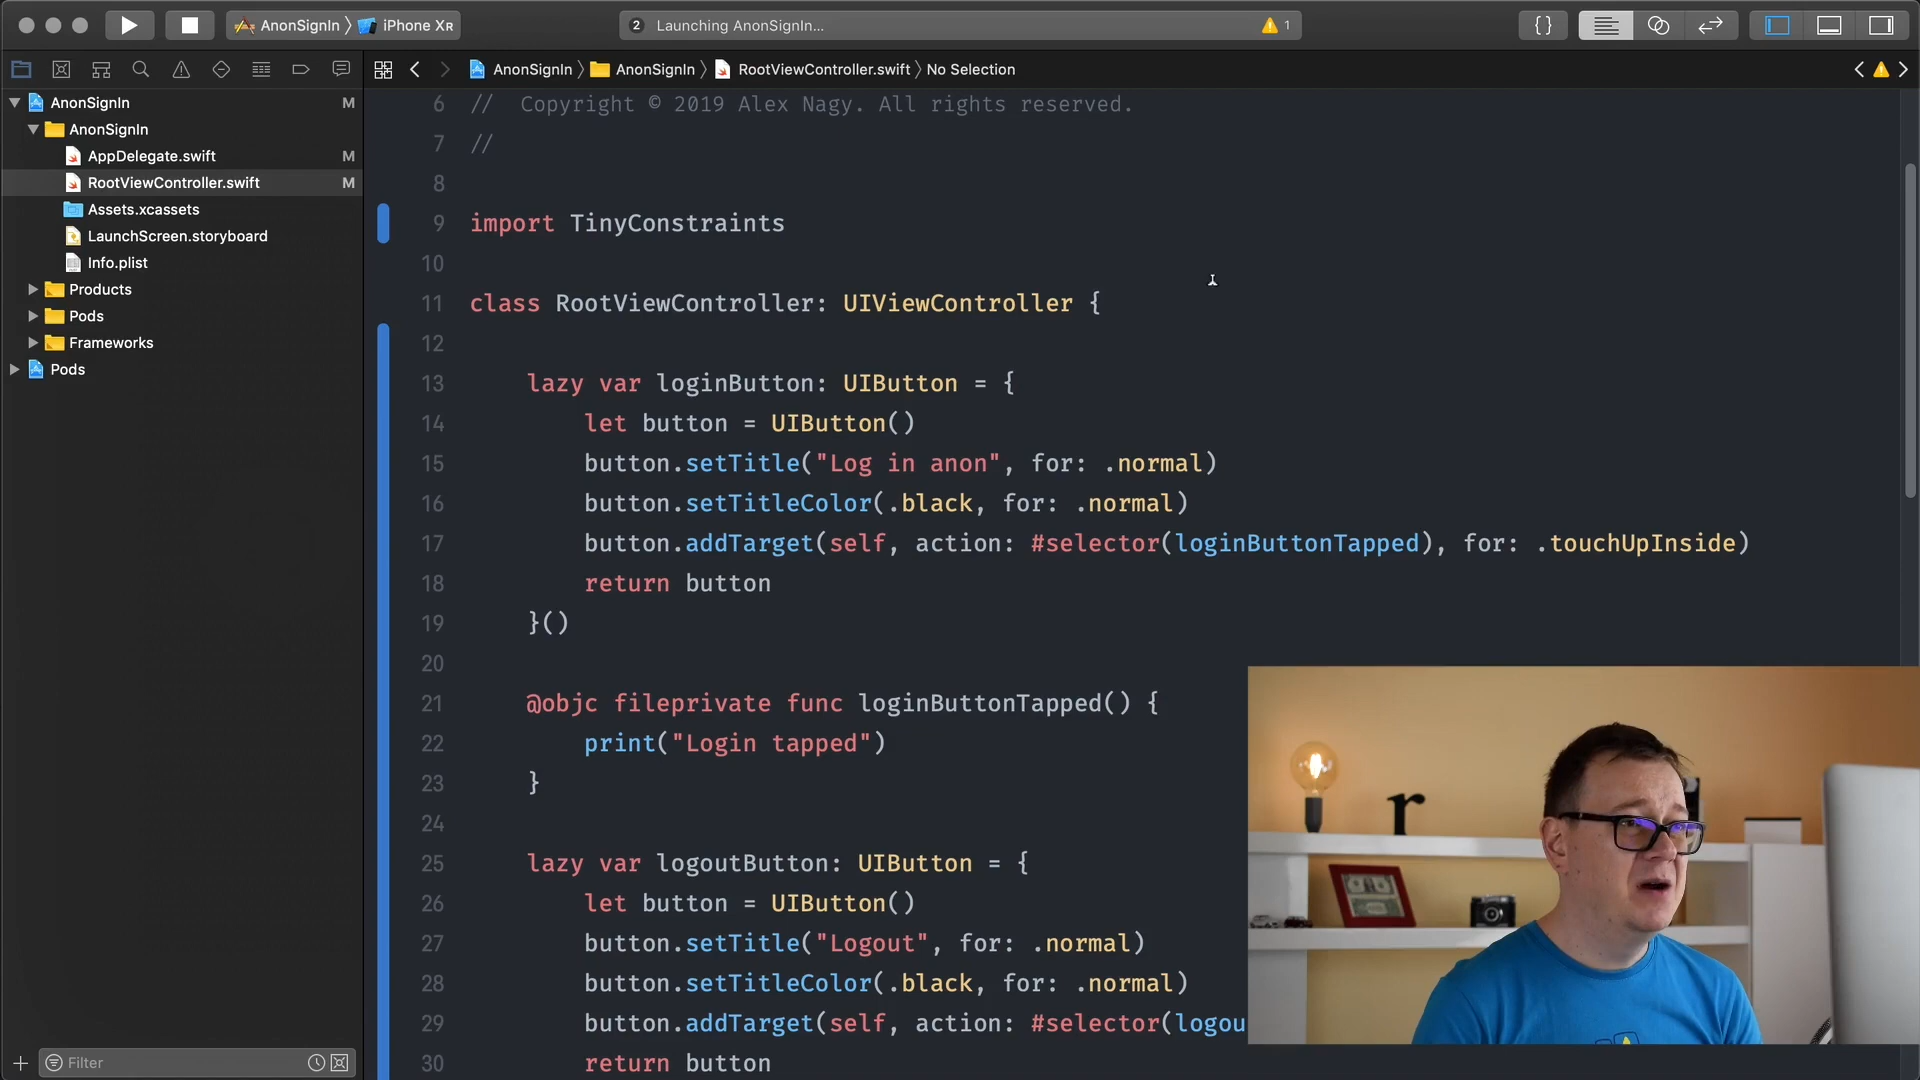 AnonSignIn
iPhone XR
2 Launching AnonSignIn...
1
{}
AnonSignIn
AnonSignIn
RootViewController.swift
No Selection
AnonSignIn M
AnonSignIn
AppDelegate.swift M
RootViewController.swift M
Assets.xcassets
LaunchScreen.storyboard
Info.plist
Products
Pods
Frameworks
Pods
Filter
6 // Copyright © 2019 Alex Nagy. All rights reserved.
7 //
8
9 import TinyConstraints
10
11 class RootViewController: UIViewController {
12
13 lazy var loginButton: UIButton = {
14 let button = UIButton()
15 button.setTitle("Log in anon", for: .normal)
16 button.setTitleColor(.black, for: .normal)
17 button.addTarget(self, action: #selector(loginButtonTapped), for: .touchUpInside)
18 return button
19 }()
20
21 @objc fileprivate func loginButtonTapped() {
22 print("Login tapped")
23 }
24
25 lazy var logoutButton: UIButton = {
26 let button = UIButton()
27 button.setTitle("Logout", for: .normal)
28 button.setTitleColor(.black, for: .normal)
29 button.addTarget(self, action: #selector(logou
30 return button
r